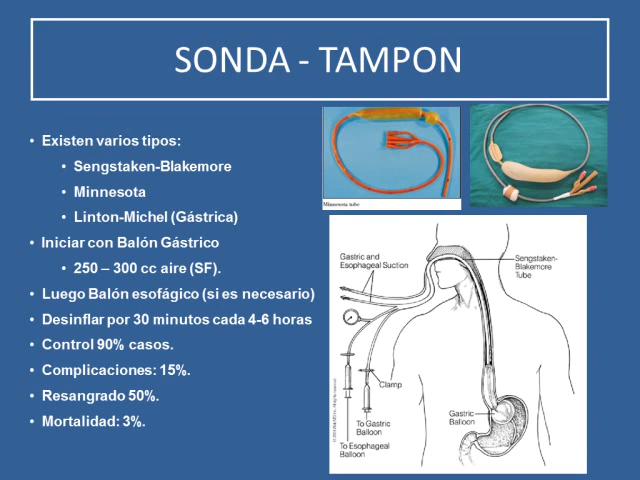 SONDA - TAMPON
• Existen varios tipos:
• Sengstaken-Blakemore
• Minnesota
• Linton-Michel (Gástrica)
• Iniciar con Balón Gástrico
• 250 – 300 cc aire (SF).
• Luego Balón esofágico (si es necesario)
• Desinflar por 30 minutos cada 4-6 horas
• Control 90% casos.
• Complicaciones: 15%.
• Resangrado 50%.
• Mortalidad: 3%.
Minnesota tube
Gastric and
Esophageal Suction
Sengstaken-
Blakemore
Tube
Clamp
Gastric
Balloon
To Gastric
Balloon
To Esophageal
Balloon